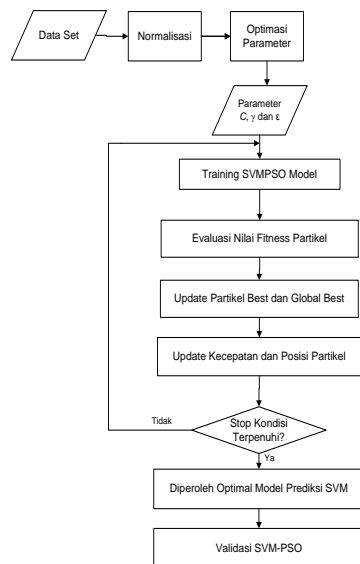 Data Set
Normalisasi
Optimasi
Parameter
Parameter
C, γ dan ε
Training SVMPSO Model
Evaluasi Nilai Fitness Partikel
Update Partikel Best dan Global Best
Update Kecepatan dan Posisi Partikel
Tidak
Stop Kondisi
Terpenuhi?
Ya
Diperoleh Optimal Model Prediksi SVM
Validasi SVM-PSO